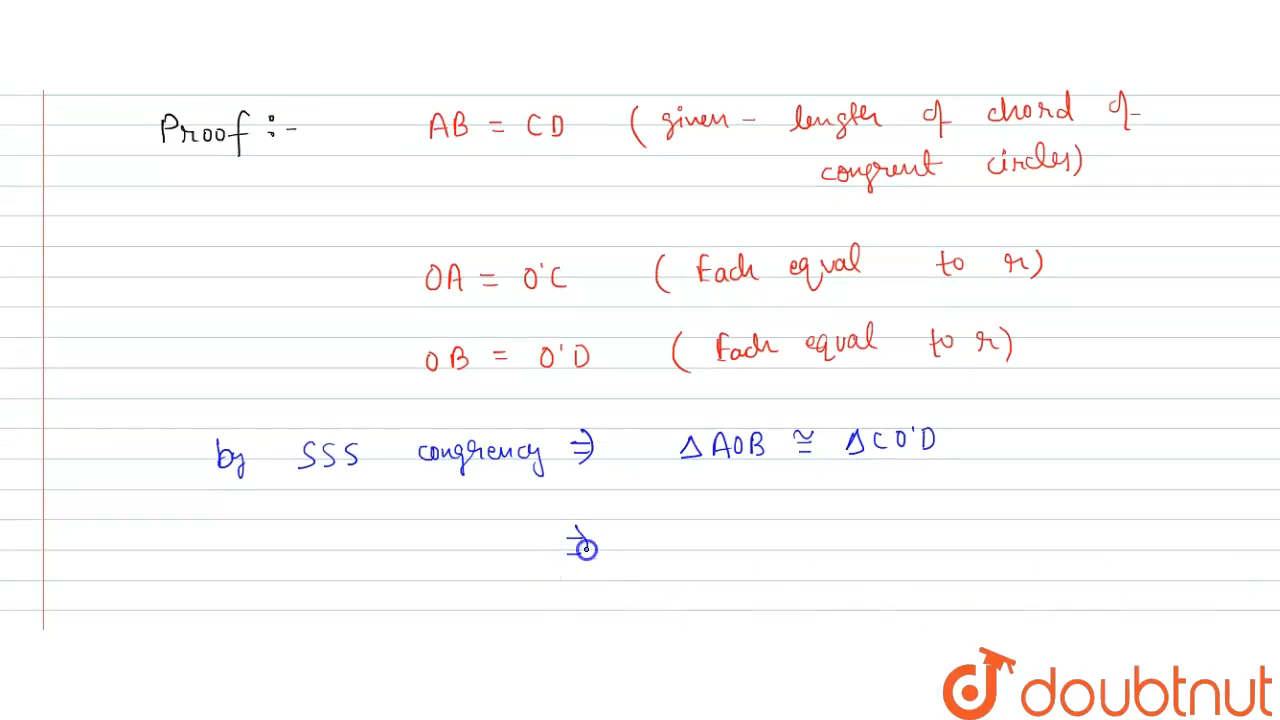 Proof :- AB = CD (given - length of chord of
congruent circles)
OA = O'C (Each equal to r)
OB = O'D (Each equal to r)
by SSS congruency ⇒ ΔAOB ≅ ΔCO'D
⇒
doubtnut